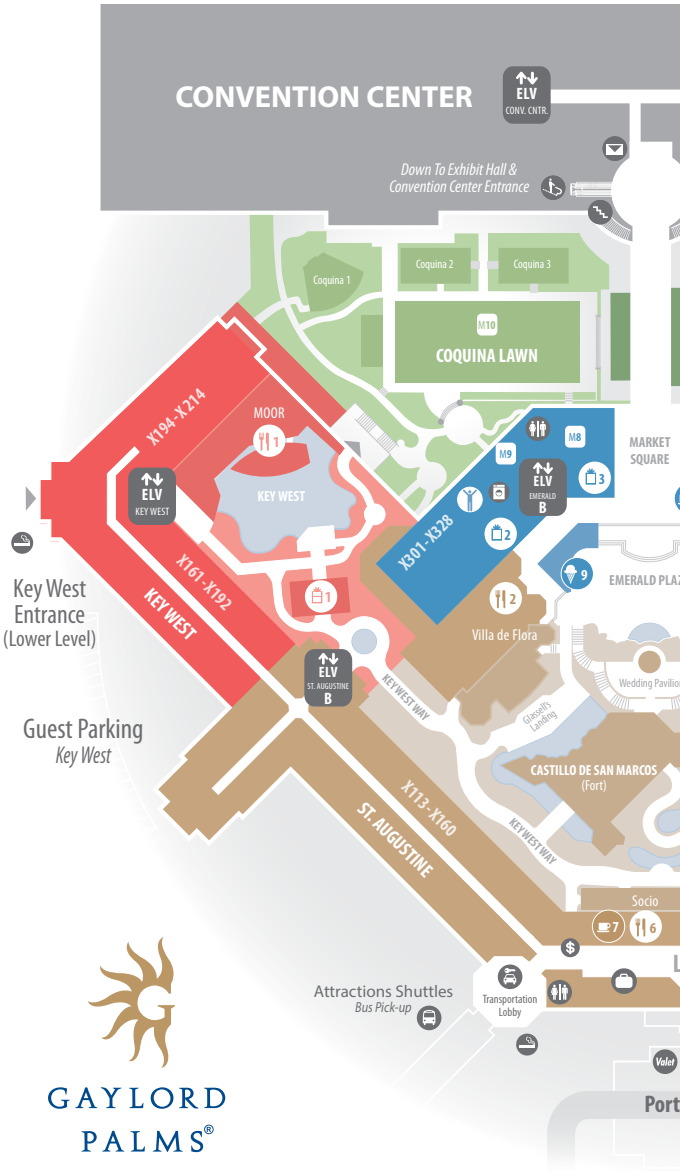 CONVENTION CENTER
ELV
CONV. CNTR.
Down To Exhibit Hall &
Convention Center Entrance
Coquina 1
Coquina 2
Coquina 3
M10
COQUINA LAWN
X194-X214
MOOR
1
ELV
KEY WEST
KEY WEST
M9
M8
ELV
EMERALD
B
3
2
X301-X328
MARKET
SQUARE
Key West
Entrance
(Lower Level)
X161-X192
KEY WEST
1
9
EMERALD PLAZ
2
Villa de Flora
ELV
ST. AUGUSTINE
B
KEY WEST WAY
Glassell's
Landing
Wedding Pavilio
Guest Parking
Key West
CASTILLO DE SAN MARCOS
(Fort)
X113-X160
ST. AUGUSTINE
KEY WEST WAY
Socio
7
6
$
L
Attractions Shuttles
Bus Pick-up
Transportation
Lobby
Valet
Port
G
GAYLORD
PALMS®